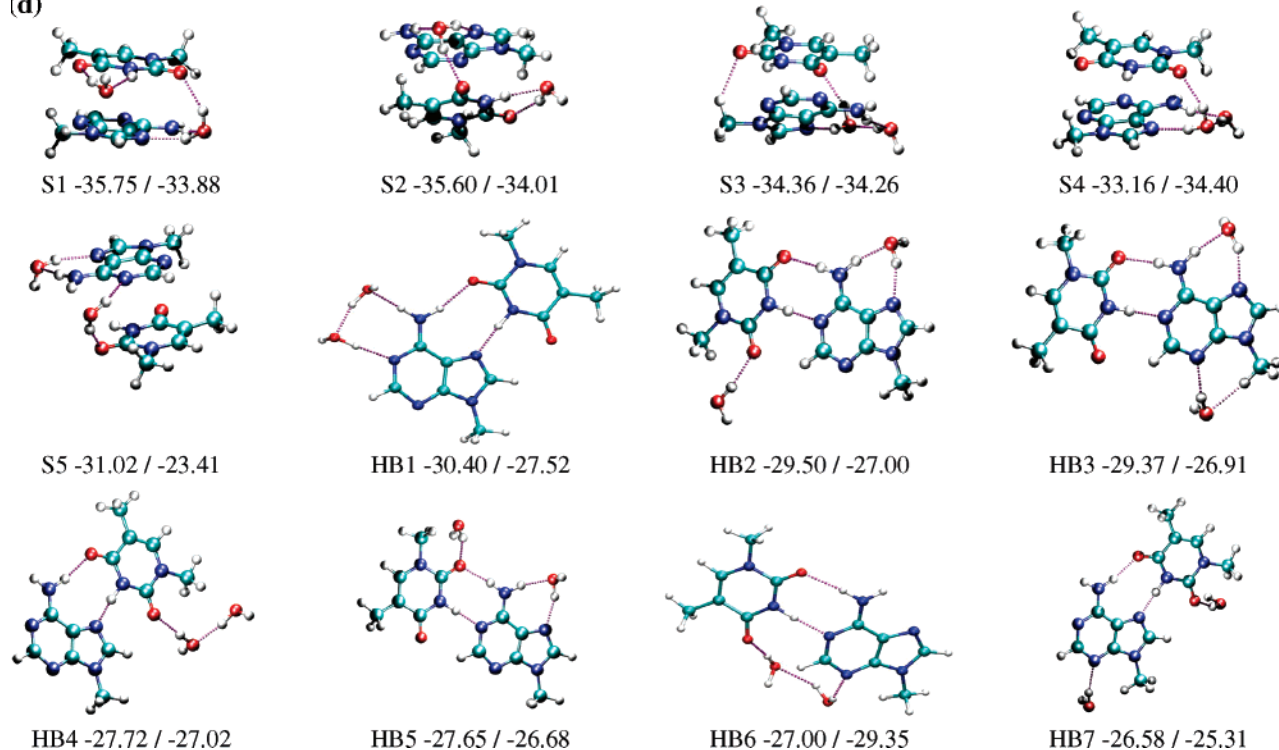 (d)
S1 -35.75 / -33.88
S2 -35.60 / -34.01
S3 -34.36 / -34.26
S4 -33.16 / -34.40
S5 -31.02 / -23.41
HB1 -30.40 / -27.52
HB2 -29.50 / -27.00
HB3 -29.37 / -26.91
HB4 -27.72 / -27.02
HB5 -27.65 / -26.68
HB6 -27.00 / -29.35
HB7 -26.58 / -25.31